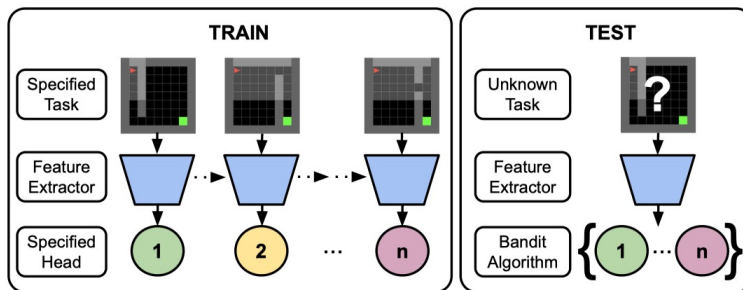 TRAIN
Specified
Task
Feature
Extractor
Specified
Head
1
2
...
n
TEST
Unknown
Task
?
Feature
Extractor
Bandit
Algorithm
{ 1 ... n }